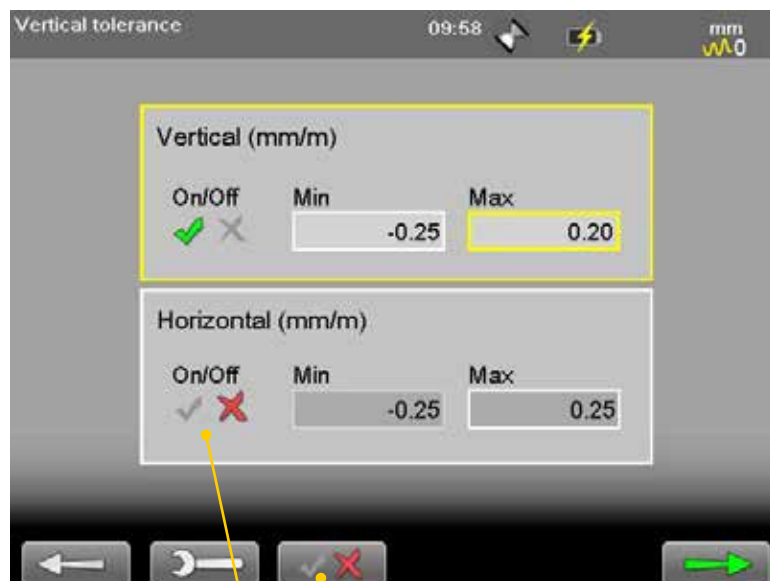 Vertical tolerance 09:58 mm
0
Vertical (mm/m)
On/Off Min Max
-0.25 0.20
Horizontal (mm/m)
On/Off Min Max
-0.25 0.25